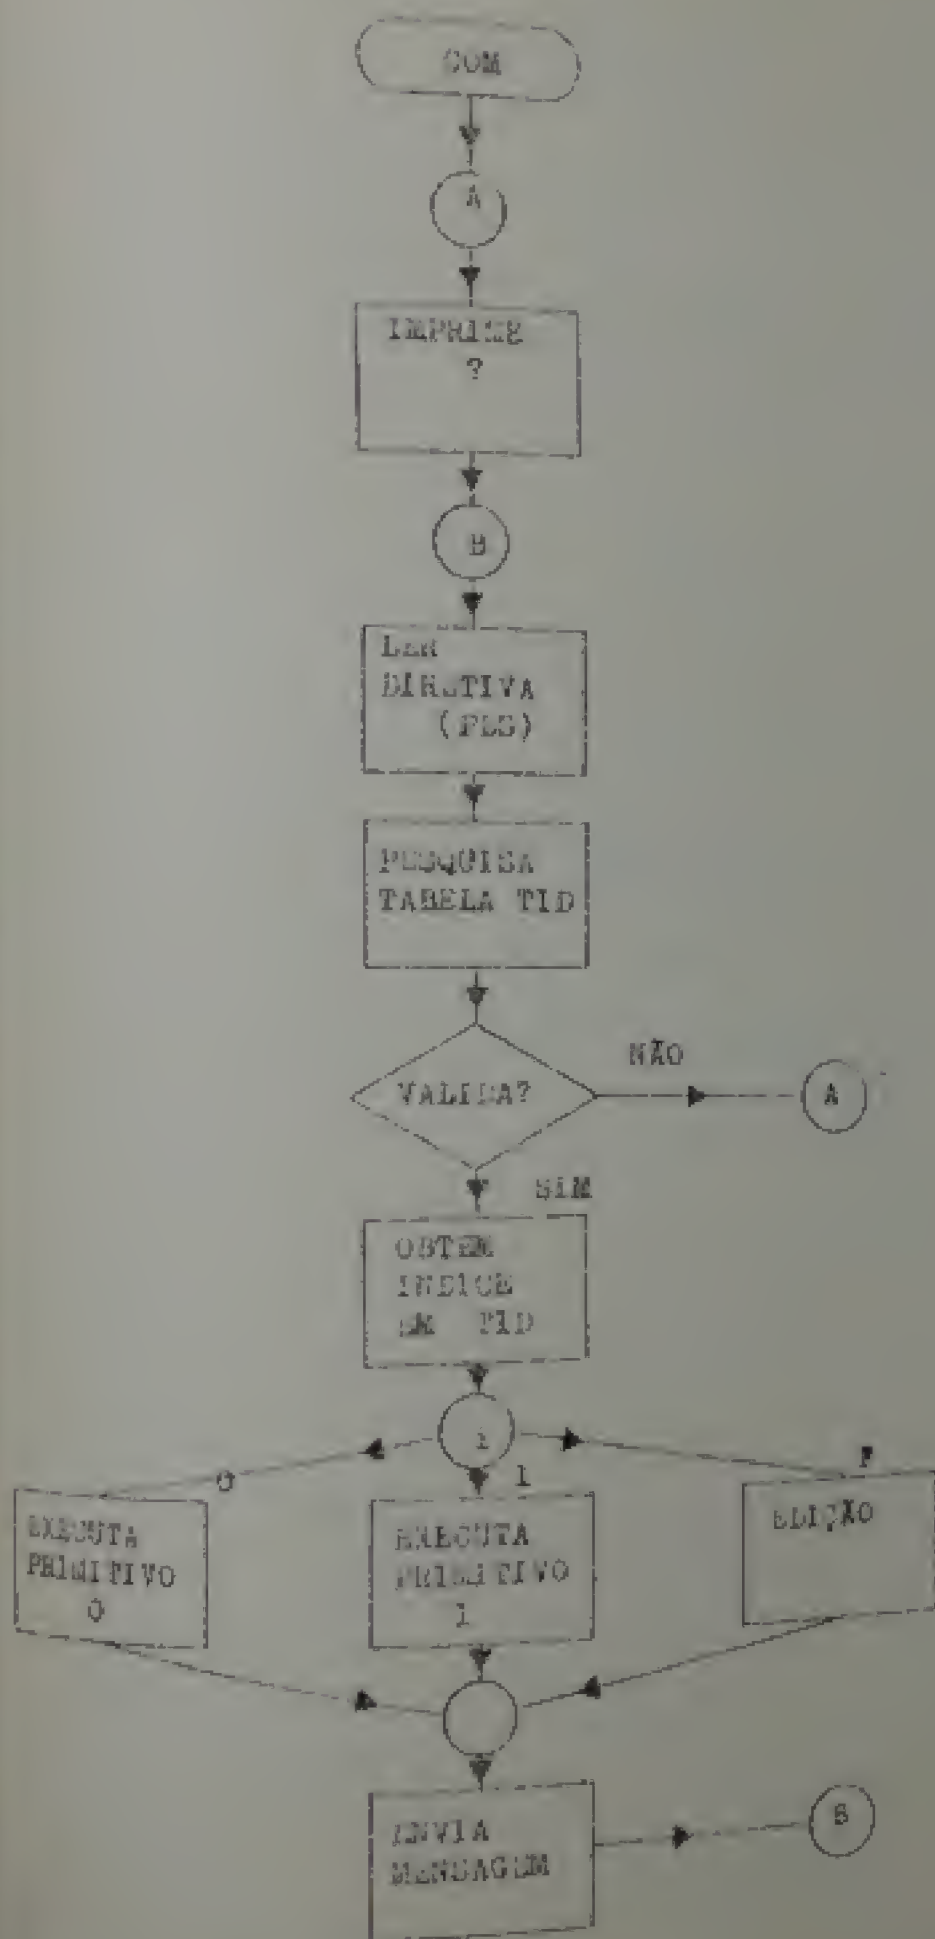 COM
A
IMPRIME
?
B
LER
DIRETIVA
PESQUISA
TABELA TID
VALIDA?
NÃO
A
SIM
OBTEM
INDICE
EM TID
i
0
1
F
EXECUTA
PRIMITIVO
0
EXECUTA
PRIMITIVO
1
EDIÇÃO
ENVIA
MENSAGEM
B